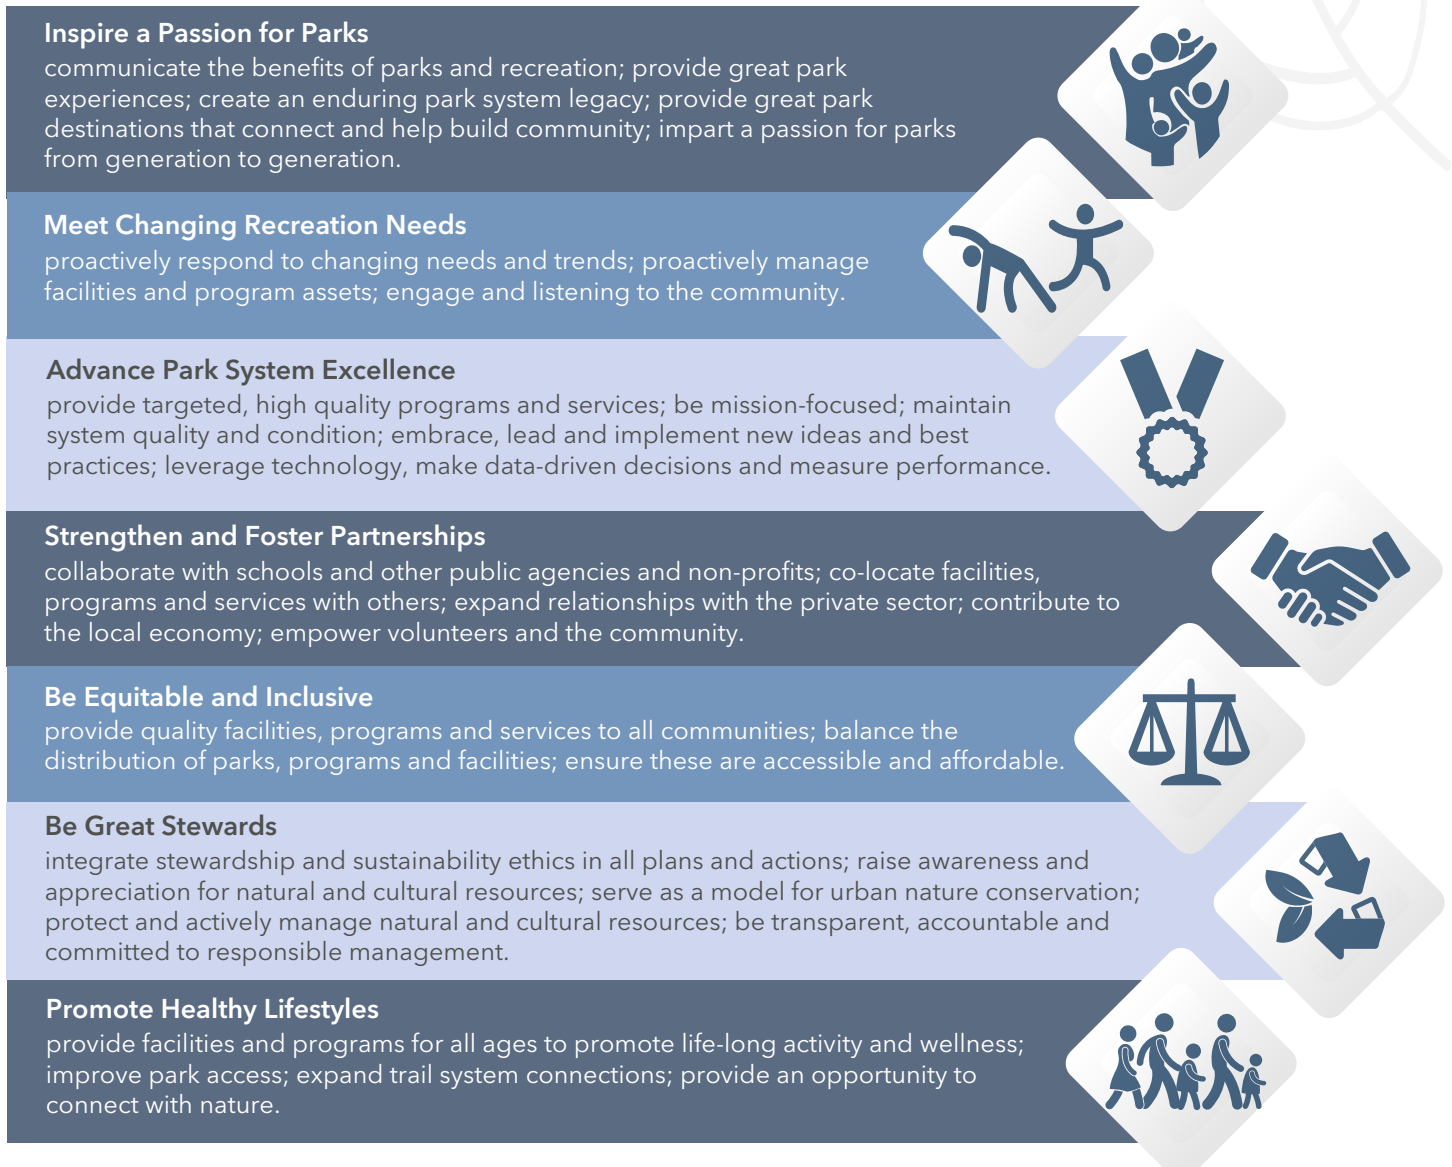 Inspire a Passion for Parks
communicate the benefits of parks and recreation; provide great park
experiences; create an enduring park system legacy; provide great park
destinations that connect and help build community; impart a passion for parks
from generation to generation.
Meet Changing Recreation Needs
proactively respond to changing needs and trends; proactively manage
facilities and program assets; engage and listening to the community.
Advance Park System Excellence
provide targeted, high quality programs and services; be mission-focused; maintain
system quality and condition; embrace, lead and implement new ideas and best
practices; leverage technology, make data-driven decisions and measure performance.
Strengthen and Foster Partnerships
collaborate with schools and other public agencies and non-profits; co-locate facilities,
programs and services with others; expand relationships with the private sector; contribute to
the local economy; empower volunteers and the community.
Be Equitable and Inclusive
provide quality facilities, programs and services to all communities; balance the
distribution of parks, programs and facilities; ensure these are accessible and affordable.
Be Great Stewards
integrate stewardship and sustainability ethics in all plans and actions; raise awareness and
appreciation for natural and cultural resources; serve as a model for urban nature conservation;
protect and actively manage natural and cultural resources; be transparent, accountable and
committed to responsible management.
Promote Healthy Lifestyles
provide facilities and programs for all ages to promote life-long activity and wellness;
improve park access; expand trail system connections; provide an opportunity to
connect with nature.